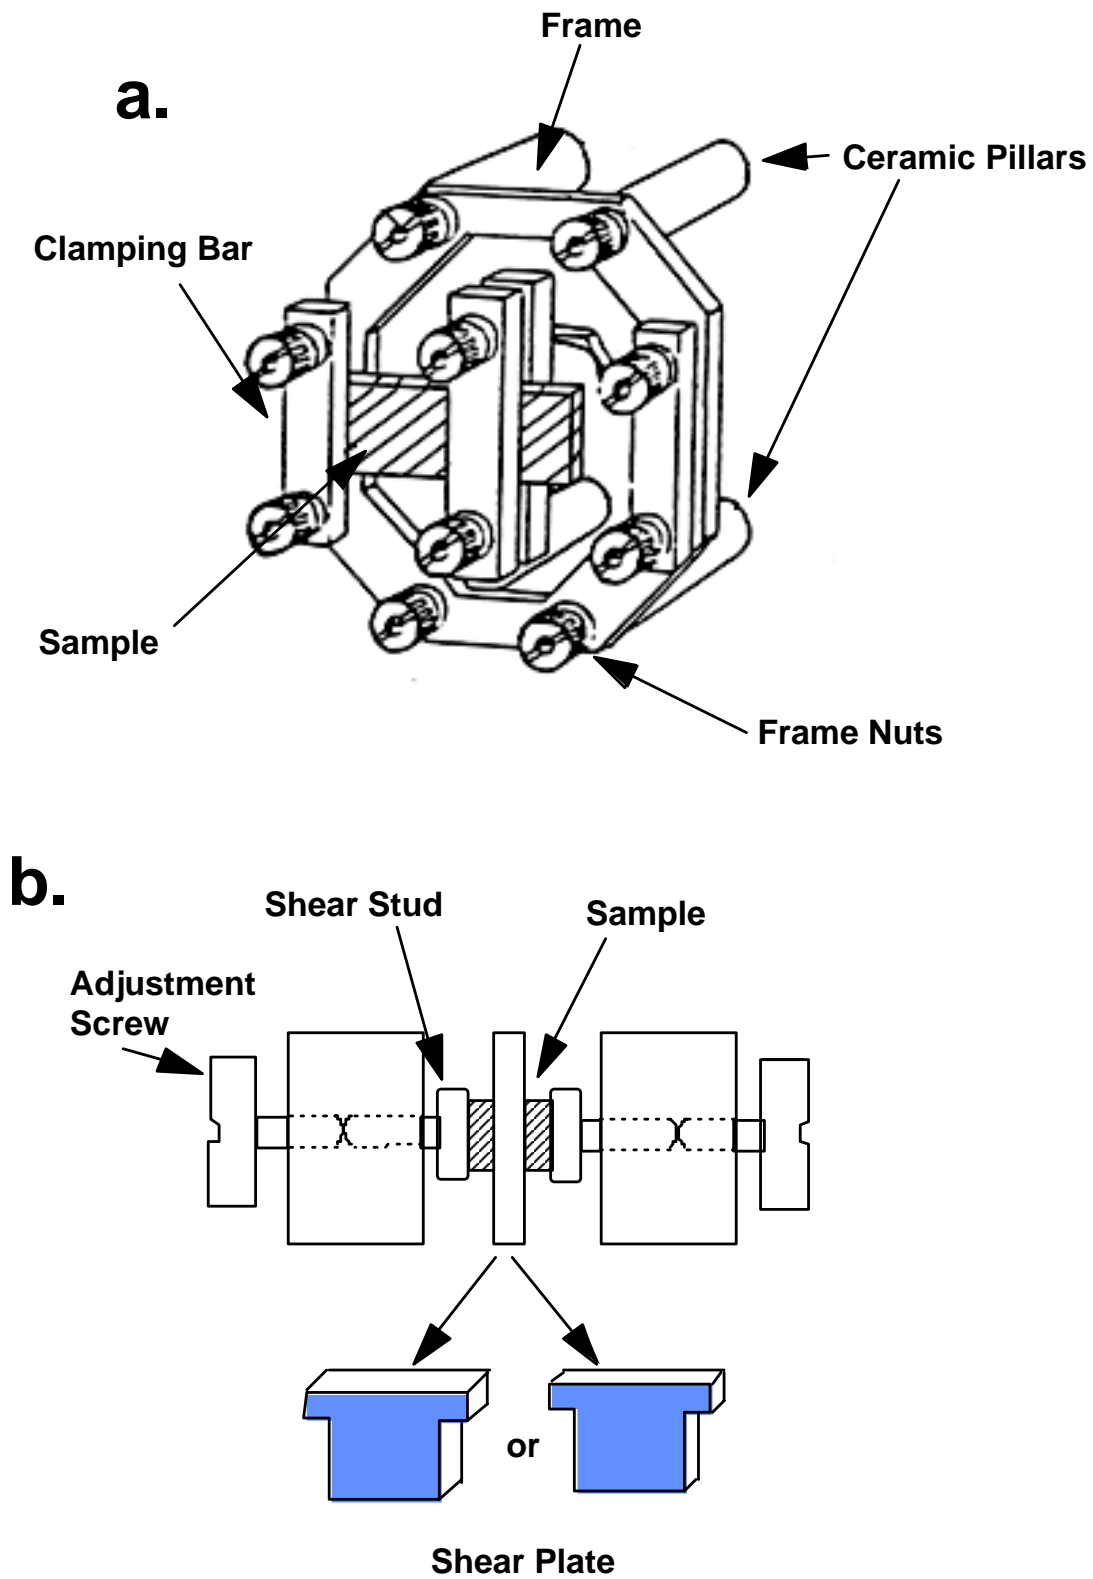 Frame
a.
Ceramic Pillars
Clamping Bar
Sample
Frame Nuts
b.
Shear Stud
Sample
Adjustment
Screw
or
Shear Plate